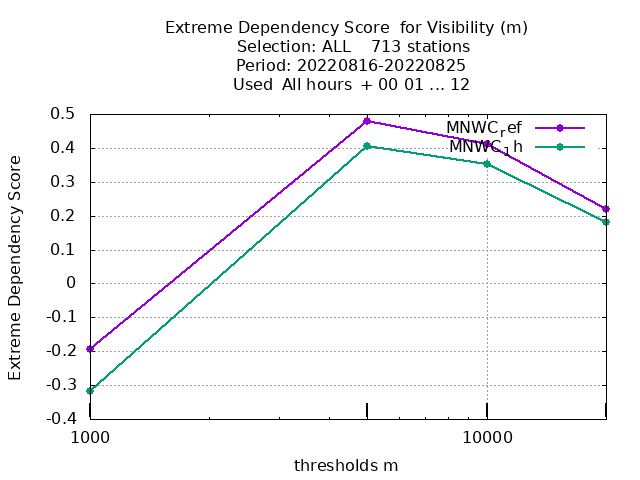 Extreme Dependency Score  for Visibility (m)
Selection: ALL    713 stations
Period: 20220816-20220825
Used  All hours  + 00 01 ... 12
0.5
0.4
0.3
0.2
0.1
0
-0.1
-0.2
-0.3
-0.4
Extreme Dependency Score
MNWC_ref
MNWC_1h
1000
10000
thresholds m